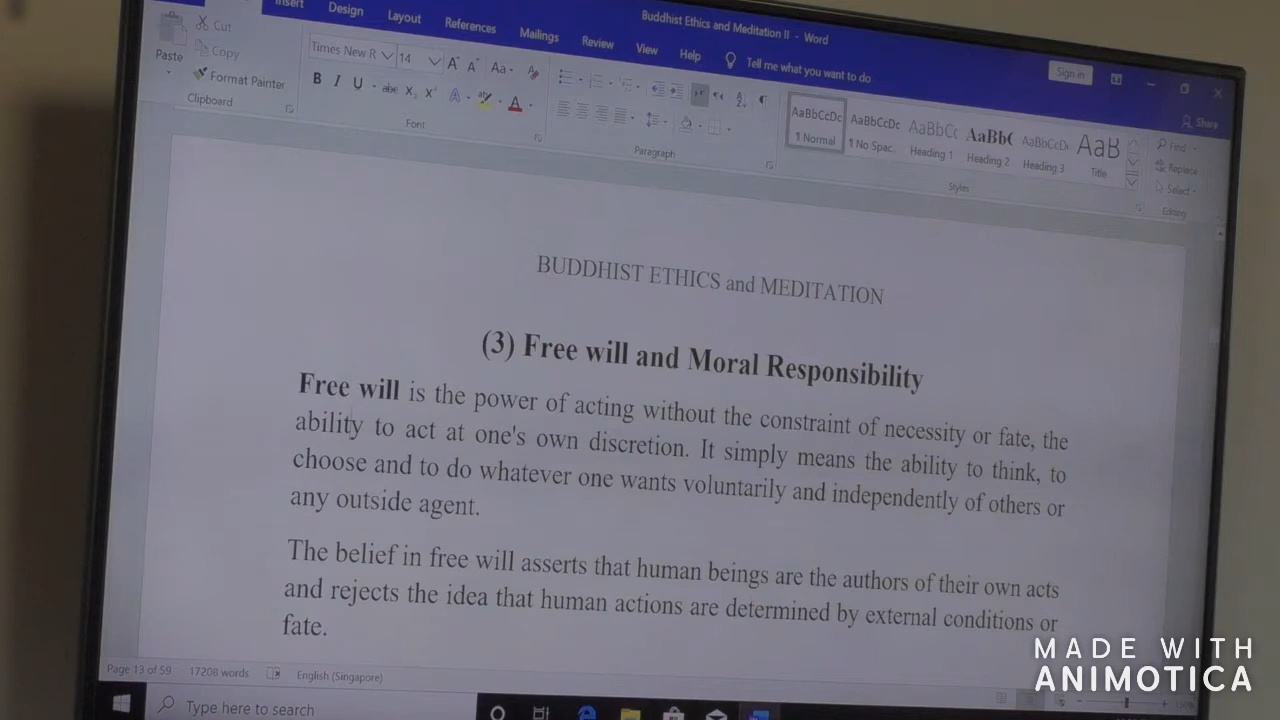 Insert
Design
Layout
References
Mailings
Review
View
Help
Tell me what you want to do
Buddhist Ethics and Meditation II - Word
Sign in
Share
Paste
Cut
Copy
Format Painter
Clipboard
Times New R
14
Font
Paragraph
AaBbCcDc
1 Normal
AaBbCcDc
1 No Spac...
AaBbCc
Heading 1
AaBbC
Heading 2
AaBbCcD
Heading 3
AaB
Title
Styles
Find
Replace
Select
Editing
BUDDHIST ETHICS and MEDITATION
(3) Free will and Moral Responsibility
Free will is the power of acting without the constraint of necessity or fate, the
ability to act at one's own discretion. It simply means the ability to think, to
choose and to do whatever one wants voluntarily and independently of others or
any outside agent.
The belief in free will asserts that human beings are the authors of their own acts
and rejects the idea that human actions are determined by external conditions or
fate.
Page 13 of 59
17208 words
English (Singapore)
Type here to search
MADE WITH
ANIMOTICA